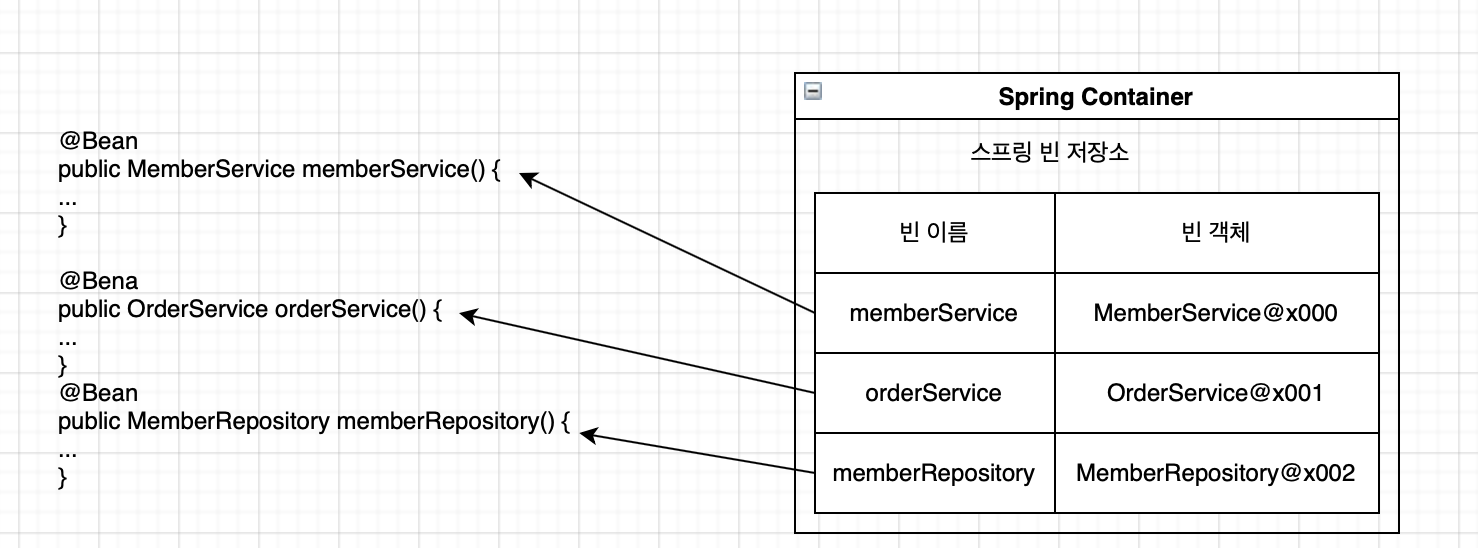 @Bean
public MemberService memberService() {
...
}
@Bena
public OrderService orderService() {
...
}
@Bean
public MemberRepository memberRepository() {
...
}
Spring Container
스프링 빈 저장소
빈 이름
빈 객체
memberService
MemberService@x000
orderService
OrderService@x001
memberRepository
MemberRepository@x002